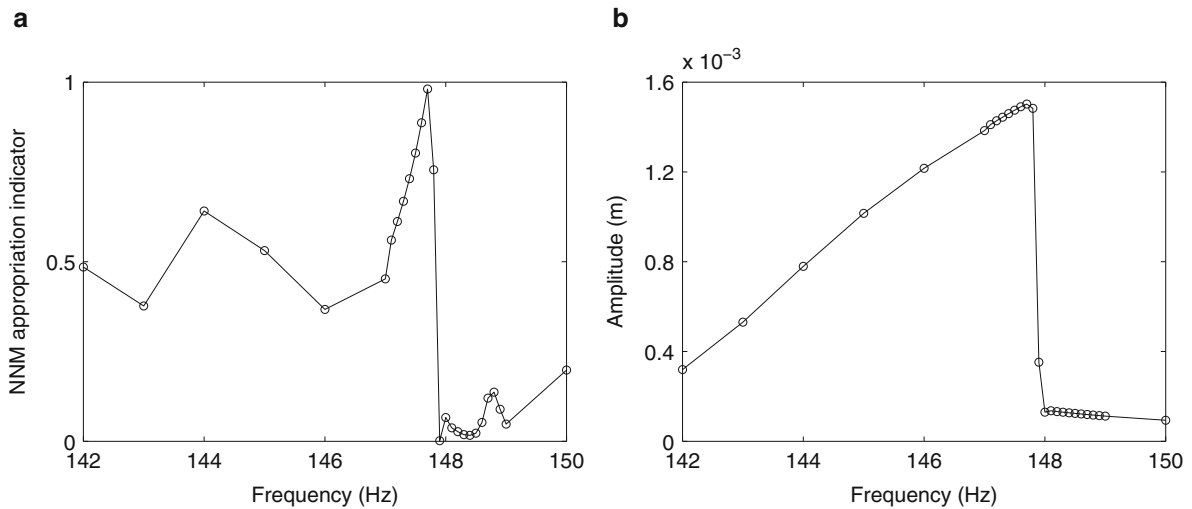 a
NNM appropriation indicator
1
0.5
0
142 144 146 148 150
Frequency (Hz)
b
x 10⁻³
Amplitude (m)
1.6
1.2
0.8
0.4
0
142 144 146 148 150
Frequency (Hz)